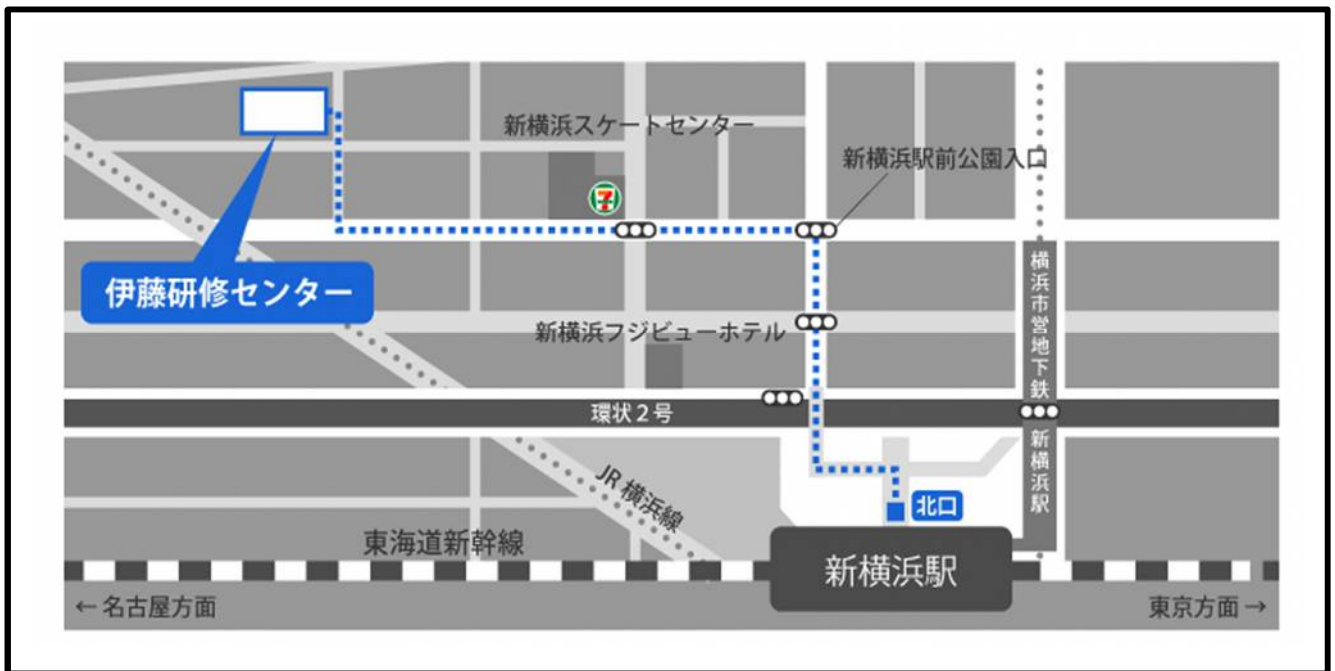 新横浜スケートセンター
新横浜駅前公園入口
7
伊藤研修センター
新横浜フジビューホテル
横浜市営地下鉄
新横浜駅
環状2号
JR 横浜線
北口
東海道新幹線
新横浜駅
←名古屋方面
東京方面→